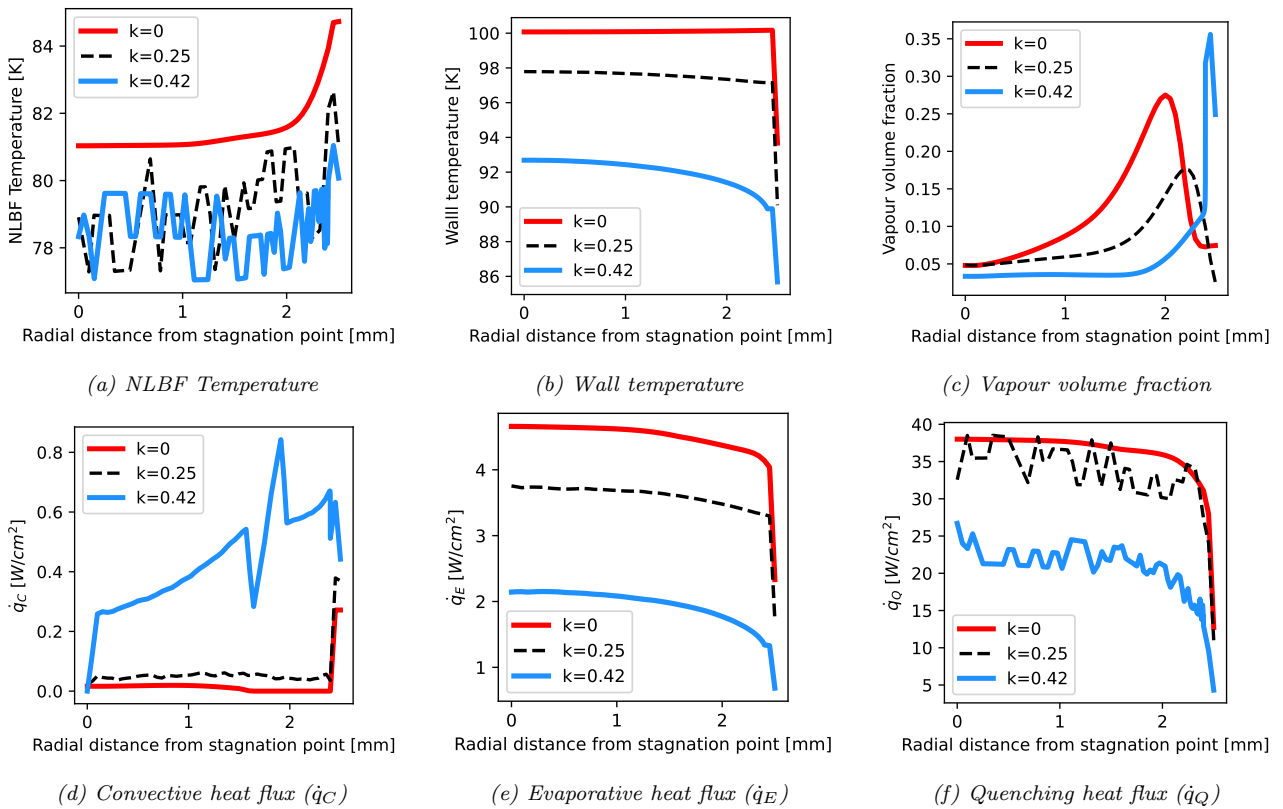 NLBF Temperature [K]
84
82
80
78
k=0
k=0.25
k=0.42
0
1
2
Radial distance from stagnation point [mm]
(a) NLBF Temperature
Walll temperature [K]
100
98
96
94
92
90
88
86
k=0
k=0.25
k=0.42
0
1
2
Radial distance from stagnation point [mm]
(b) Wall temperature
Vapour volume fraction
0.35
0.30
0.25
0.20
0.15
0.10
0.05
k=0
k=0.25
k=0.42
0
1
2
Radial distance from stagnation point [mm]
(c) Vapour volume fraction
q̇_C [W/cm²]
0.8
0.6
0.4
0.2
0.0
k=0
k=0.25
k=0.42
0
1
2
Radial distance from stagnation point [mm]
(d) Convective heat flux (q̇_C)
q̇_E [W/cm²]
4
3
2
1
k=0
k=0.25
k=0.42
0
1
2
Radial distance from stagnation point [mm]
(e) Evaporative heat flux (q̇_E)
q̇_Q [W/cm²]
40
35
30
25
20
15
10
5
k=0
k=0.25
k=0.42
0
1
2
Radial distance from stagnation point [mm]
(f) Quenching heat flux (q̇_Q)